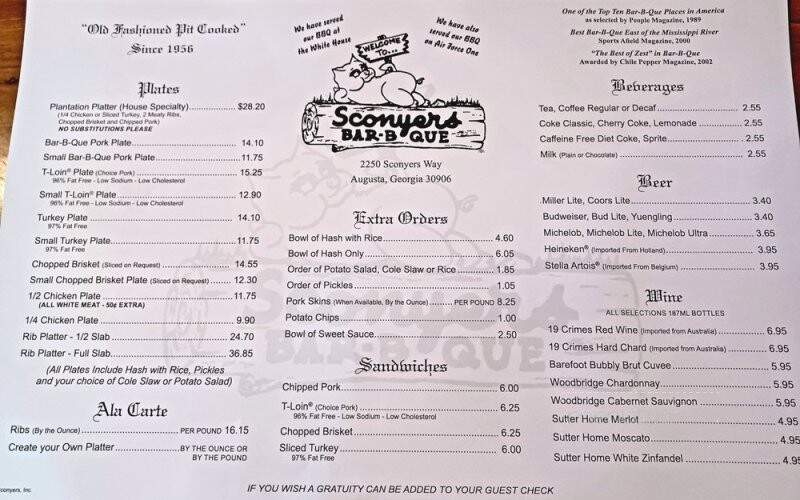 "Old Fashioned Pit Cooked"
Since 1956
We have served
our BBQ at
the White House
We have also
served our BBQ
on Air Force One
WELCOME
TO...
Sconyers
BAR-B-QUE
2250 Sconyers Way
Augusta, Georgia 30906
One of the Top Ten Bar-B-Que Places in America
as selected by People Magazine, 1989
Best Bar-B-Que East of the Mississippi River
Sports Afield Magazine, 2000
"The Best of Zest" in Bar-B-Que
Awarded by Chile Pepper Magazine, 2002
Plates
Plantation Platter (House Specialty) $28.20
(1/4 Chicken or Sliced Turkey, 2 Meaty Ribs,
Chopped Brisket and Chipped Pork)
NO SUBSTITUTIONS PLEASE
Bar-B-Que Pork Plate 14.10
Small Bar-B-Que Pork Plate 11.75
T-Loin® Plate (Choice Pork) 15.25
96% Fat Free - Low Sodium - Low Cholesterol
Small T-Loin® Plate 12.90
96% Fat Free - Low Sodium - Low Cholesterol
Turkey Plate 14.10
97% Fat Free
Small Turkey Plate 11.75
97% Fat Free
Chopped Brisket (Sliced on Request) 14.55
Small Chopped Brisket Plate (Sliced on Request) 12.30
1/2 Chicken Plate 11.75
(ALL WHITE MEAT - 50¢ EXTRA)
1/4 Chicken Plate 9.90
Rib Platter - 1/2 Slab 24.70
Rib Platter - Full Slab 36.85
(All Plates Include Hash with Rice, Pickles
and your choice of Cole Slaw or Potato Salad)
Ala Carte
Ribs (By the Ounce) PER POUND 16.15
Create your Own Platter BY THE OUNCE OR
BY THE POUND
Extra Orders
Bowl of Hash with Rice 4.60
Bowl of Hash Only 6.05
Order of Potato Salad, Cole Slaw or Rice 1.85
Order of Pickles 1.05
Pork Skins (When Available, By the Ounce) PER POUND 8.25
Potato Chips 1.00
Bowl of Sweet Sauce 2.50
Sandwiches
Chipped Pork 6.00
T-Loin® (Choice Pork) 6.25
96% Fat Free - Low Sodium - Low Cholesterol
Chopped Brisket 6.25
Sliced Turkey 6.00
97% Fat Free
Beverages
Tea, Coffee Regular or Decaf 2.55
Coke Classic, Cherry Coke, Lemonade 2.55
Caffeine Free Diet Coke, Sprite 2.55
Milk (Plain or Chocolate) 2.55
Beer
Miller Lite, Coors Lite 3.40
Budweiser, Bud Lite, Yuengling 3.40
Michelob, Michelob Lite, Michelob Ultra 3.65
Heineken® (Imported From Holland) 3.95
Stella Artois® (Imported From Belgium) 3.95
Wine
ALL SELECTIONS 187ML BOTTLES
19 Crimes Red Wine (Imported from Australia) 6.95
19 Crimes Hard Chard (Imported from Australia) 6.95
Barefoot Bubbly Brut Cuvee 5.95
Woodbridge Chardonnay 5.95
Woodbridge Cabernet Sauvignon 5.95
Sutter Home Merlot 4.95
Sutter Home Moscato 4.95
Sutter Home White Zinfandel 4.95
Sconyers, Inc.
IF YOU WISH A GRATUITY CAN BE ADDED TO YOUR GUEST CHECK